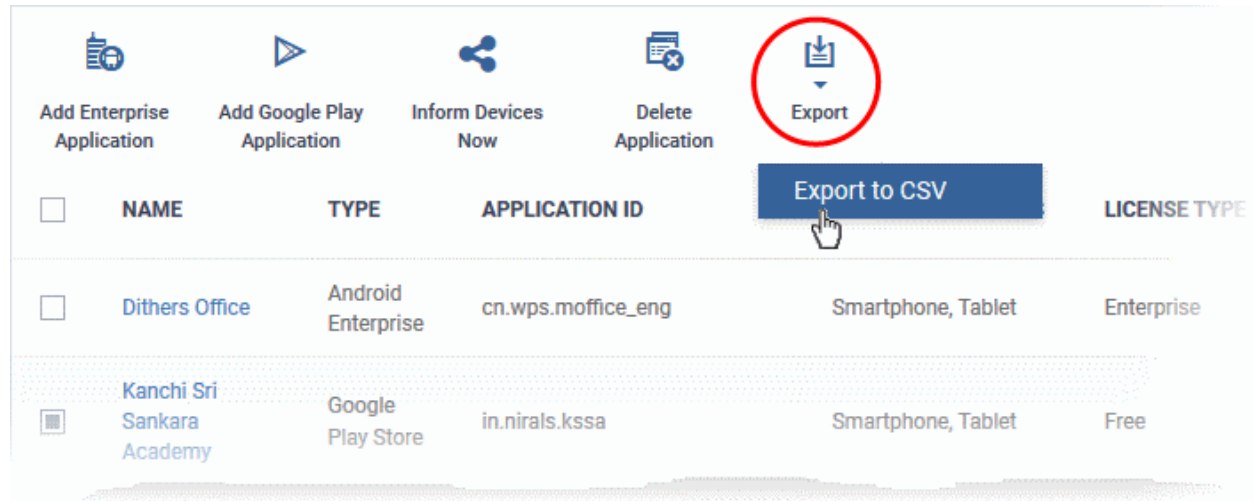 Add Enterprise
Application
Add Google Play
Application
Inform Devices
Now
Delete
Application
Export
Export to CSV
NAME
TYPE
APPLICATION ID
LICENSE TYPE
Dithers Office
Android
Enterprise
cn.wps.moffice_eng
Smartphone, Tablet
Enterprise
Kanchi Sri
Sankara
Academy
Google
Play Store
in.nirals.kssa
Smartphone, Tablet
Free